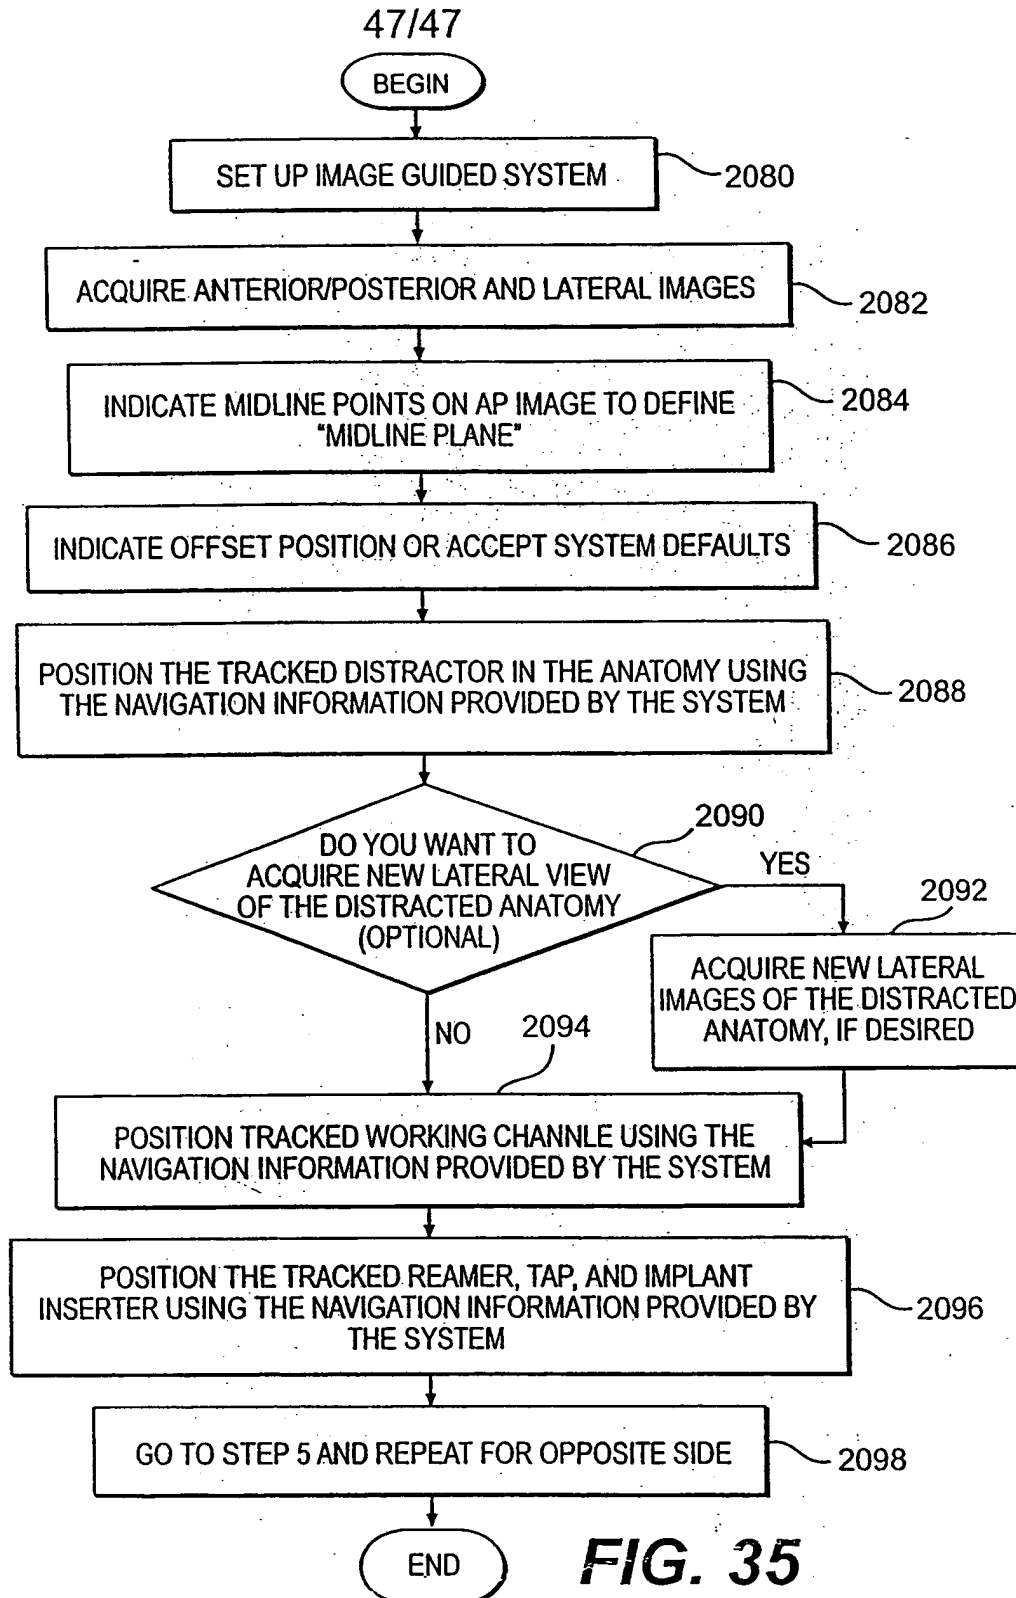 47/47
BEGIN
SET UP IMAGE GUIDED SYSTEM
2080
ACQUIRE ANTERIOR/POSTERIOR AND LATERAL IMAGES
2082
INDICATE MIDLINE POINTS ON AP IMAGE TO DEFINE
"MIDLINE PLANE"
2084
INDICATE OFFSET POSITION OR ACCEPT SYSTEM DEFAULTS
2086
POSITION THE TRACKED DISTRACTOR IN THE ANATOMY USING
THE NAVIGATION INFORMATION PROVIDED BY THE SYSTEM
2088
DO YOU WANT TO
ACQUIRE NEW LATERAL VIEW
OF THE DISTRACTED ANATOMY
(OPTIONAL)
2090
YES
2092
ACQUIRE NEW LATERAL
IMAGES OF THE DISTRACTED
ANATOMY, IF DESIRED
NO
2094
POSITION TRACKED WORKING CHANNLE USING THE
NAVIGATION INFORMATION PROVIDED BY THE SYSTEM
POSITION THE TRACKED REAMER, TAP, AND IMPLANT
INSERTER USING THE NAVIGATION INFORMATION PROVIDED BY
THE SYSTEM
2096
GO TO STEP 5 AND REPEAT FOR OPPOSITE SIDE
2098
END
FIG. 35